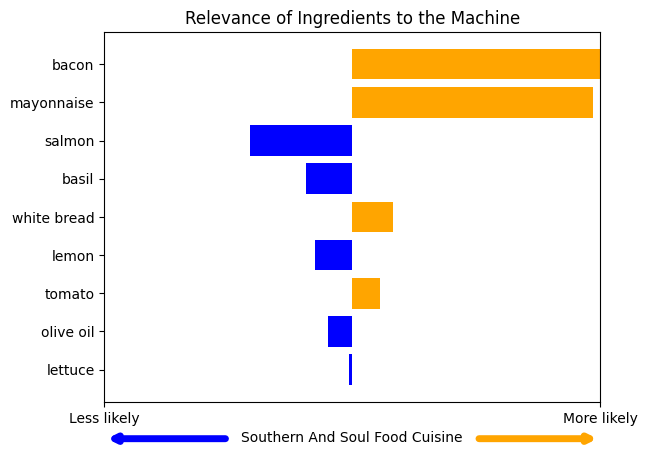 Relevance of Ingredients to the Machine
bacon
mayonnaise
salmon
basil
white bread
lemon
tomato
olive oil
lettuce
Less likely
More likely
Southern And Soul Food Cuisine